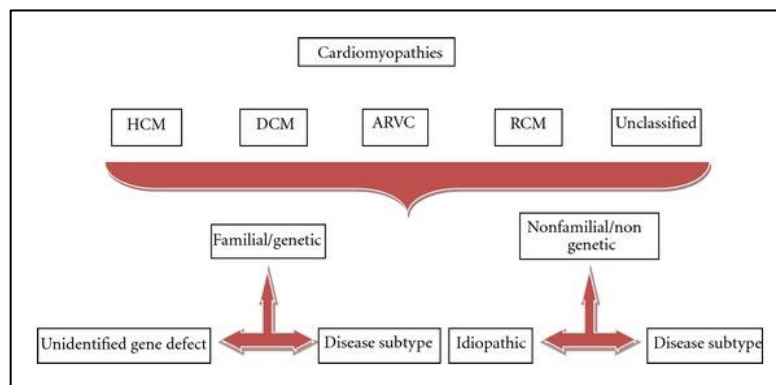 Cardiomyopathies
HCM
DCM
ARVC
RCM
Unclassified
Familial/genetic
Nonfamilial/non
genetic
Unidentified gene defect
Disease subtype
Idiopathic
Disease subtype